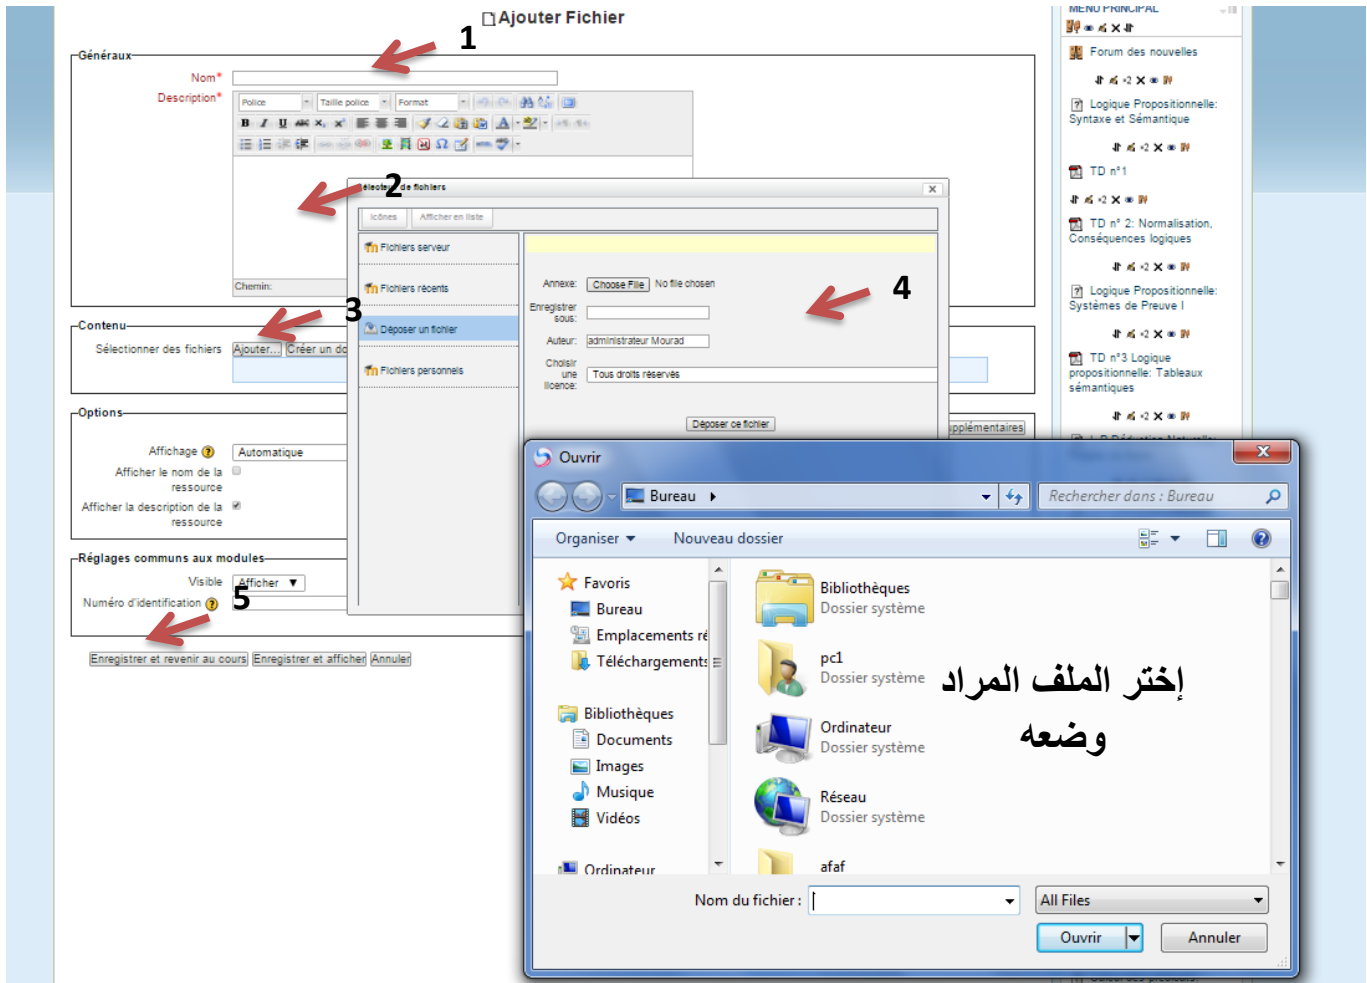 Ajouter Fichier
1
Généraux
Nom*
Description*
Police
Taille police
Format
Chemin:
2
Sélecteur de fichiers
Icônes
Afficher en liste
Fichiers serveur
Fichiers récents
Déposer un fichier
Fichiers personnels
Annexe: Choose File No file chosen
Enregistrer sous:
Auteur: administrateur Mourad
Choisir une licence: Tous droits réservés
Déposer ce fichier
4
3
Contenu
Sélectionner des fichiers Ajouter...
Options
Affichage Automatique
Afficher le nom de la
ressource
Afficher la description de la
ressource
Réglages communs aux modules
Visible Afficher
Numéro d'identification
5
Enregistrer et revenir au cours Enregistrer et afficher Annuler
MENU PRINCIPAL
Forum des nouvelles
Logique Propositionnelle:
Syntaxe et Sémantique
TD n°1
TD n° 2: Normalisation,
Conséquences logiques
Logique Propositionnelle:
Systèmes de Preuve I
TD n°3 Logique
propositionnelle: Tableaux
sémantiques
Ouvrir
Bureau
Rechercher dans : Bureau
Organiser
Nouveau dossier
Favoris
Bureau
Téléchargements
Bibliothèques
Documents
Images
Musique
Vidéos
Ordinateur
Bibliothèques
Dossier système
pc1
Dossier système
Ordinateur
Dossier système
Réseau
Dossier système
afaf
إختر الملف المراد
وضعه
Nom du fichier :
All Files
Ouvrir
Annuler